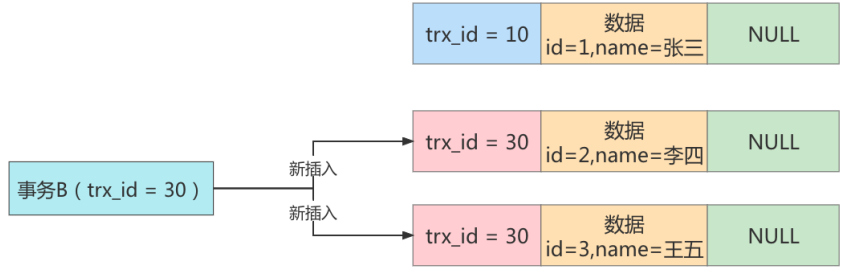 trx_id = 10
数据
id=1,name=张三
NULL
trx_id = 30
数据
id=2,name=李四
NULL
事务B（trx_id = 30）
新插入
新插入
trx_id = 30
数据
id=3,name=王五
NULL